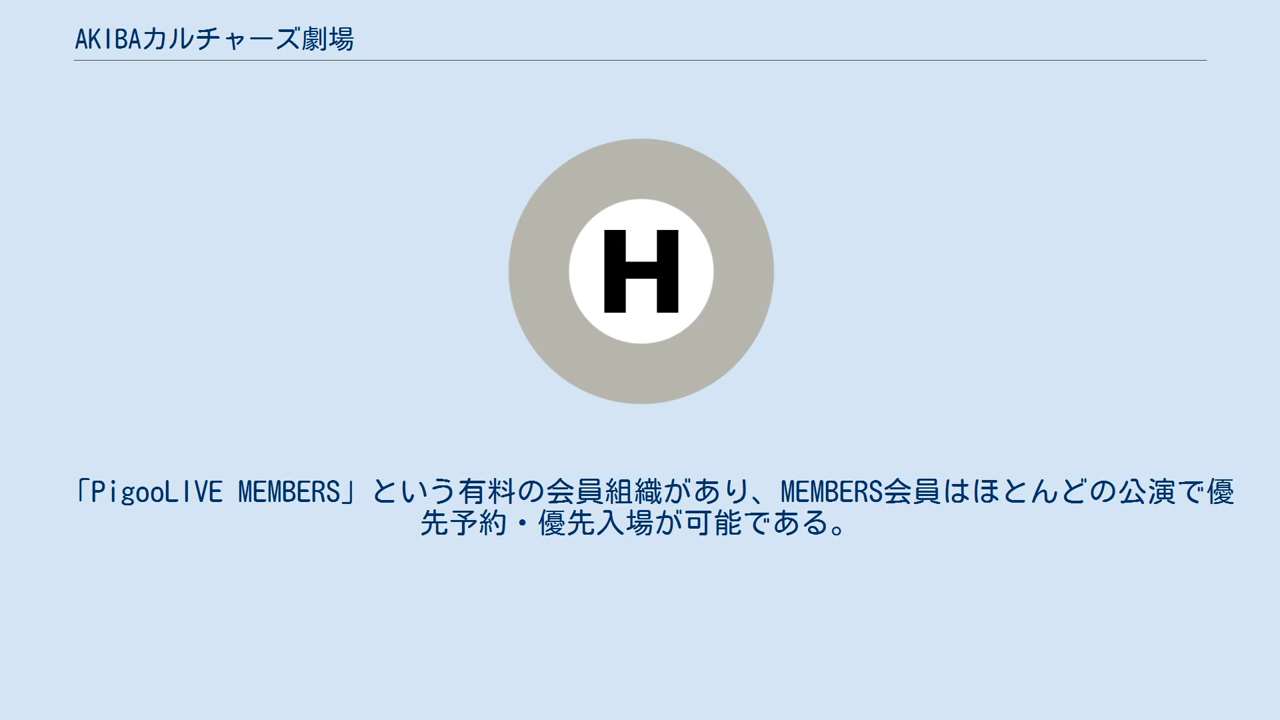 AKIBAカルチャーズ劇場
H
「PigooLIVE MEMBERS」という有料の会員組織があり、MEMBERS会員はほとんどの公演で優
先予約・優先入場が可能である。